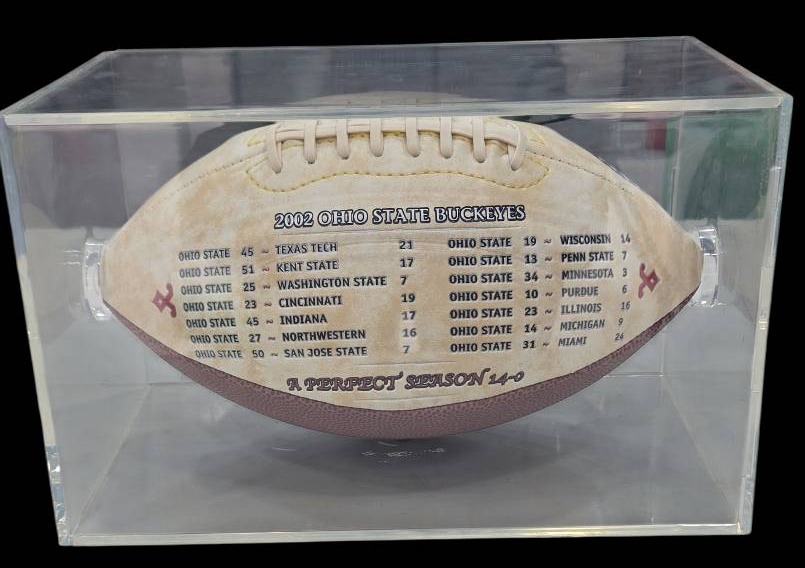 2002 OHIO STATE BUCKEYES
OHIO STATE 45 ~ TEXAS TECH 21
OHIO STATE 51 ~ KENT STATE 17
OHIO STATE 25 ~ WASHINGTON STATE 7
OHIO STATE 23 ~ CINCINNATI 19
OHIO STATE 45 ~ INDIANA 17
OHIO STATE 27 ~ NORTHWESTERN 16
OHIO STATE 50 ~ SAN JOSE STATE 7
OHIO STATE 19 ~ WISCONSIN 14
OHIO STATE 13 ~ PENN STATE 7
OHIO STATE 34 ~ MINNESOTA 3
OHIO STATE 10 ~ PURDUE 6
OHIO STATE 23 ~ ILLINOIS 16
OHIO STATE 14 ~ MICHIGAN 9
OHIO STATE 31 ~ MIAMI 24
A PERFECT SEASON 14-0